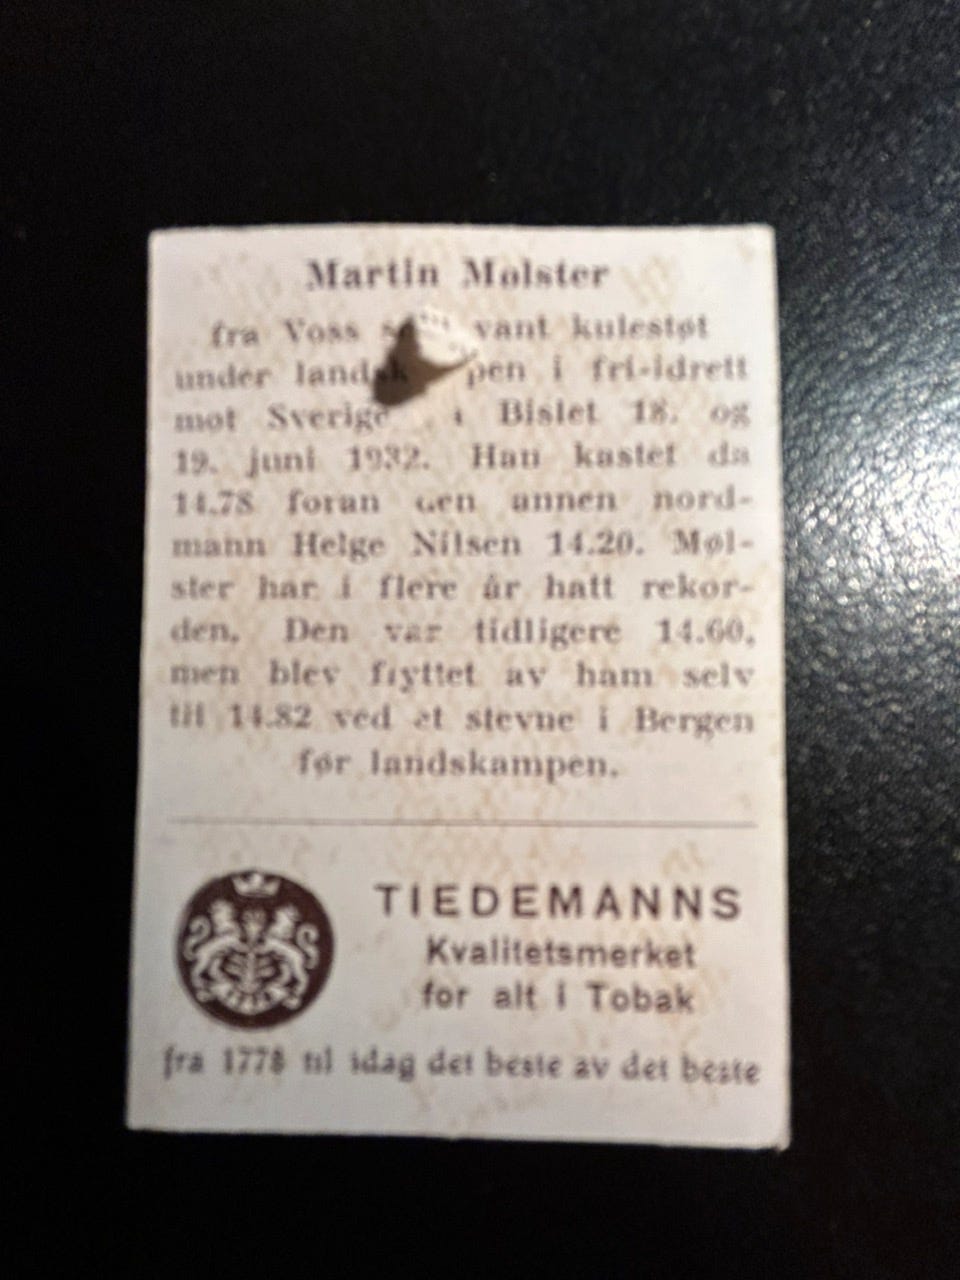 Martin Mølster
fra Voss vant kulestøt
under pen i fri-idrett
mot Sverige Bislet 18. og
19. juni 1932. Han kastet da
14.78 foran den annen nord-
mann Helge Nilsen 14.20. Møl-
ster har i flere år hatt rekor-
den. Den var tidligere 14.60,
men blev flyttet av ham selv
til 14.82 ved et stevne i Bergen
før landskampen.
TIEDEMANNS
Kvalitetsmerket
for alt i Tobak
fra 1778 til idag det beste av det beste